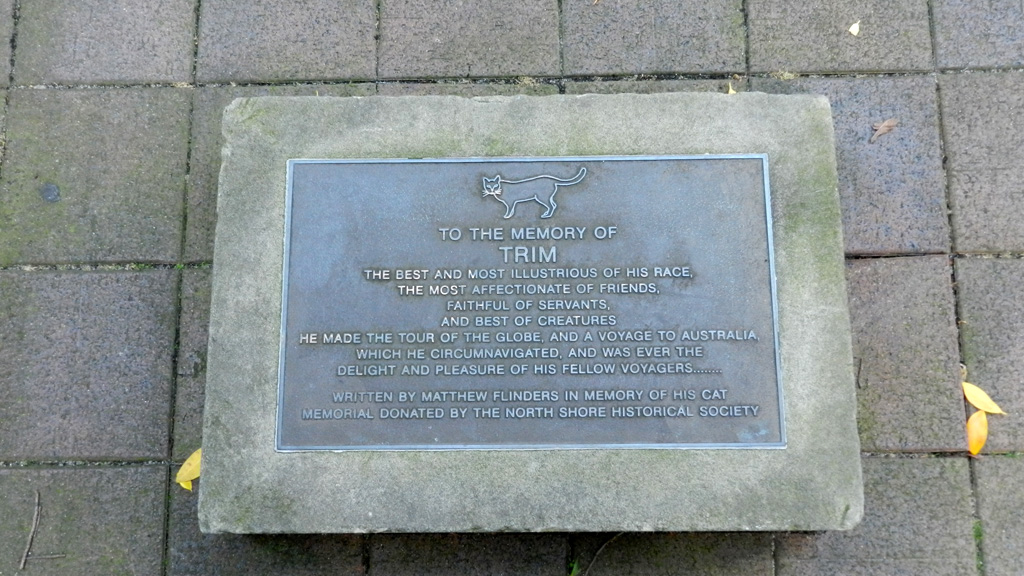 TO THE MEMORY OF
TRIM
THE BEST AND MOST ILLUSTRIOUS OF HIS RACE,
THE MOST AFFECTIONATE OF FRIENDS,
FAITHFUL OF SERVANTS,
AND BEST OF CREATURES
HE MADE THE TOUR OF THE GLOBE, AND A VOYAGE TO AUSTRALIA,
WHICH HE CIRCUMNAVIGATED, AND WAS EVER THE
DELIGHT AND PLEASURE OF HIS FELLOW VOYAGERS........
WRITTEN BY MATTHEW FLINDERS IN MEMORY OF HIS CAT
MEMORIAL DONATED BY THE NORTH SHORE HISTORICAL SOCIETY